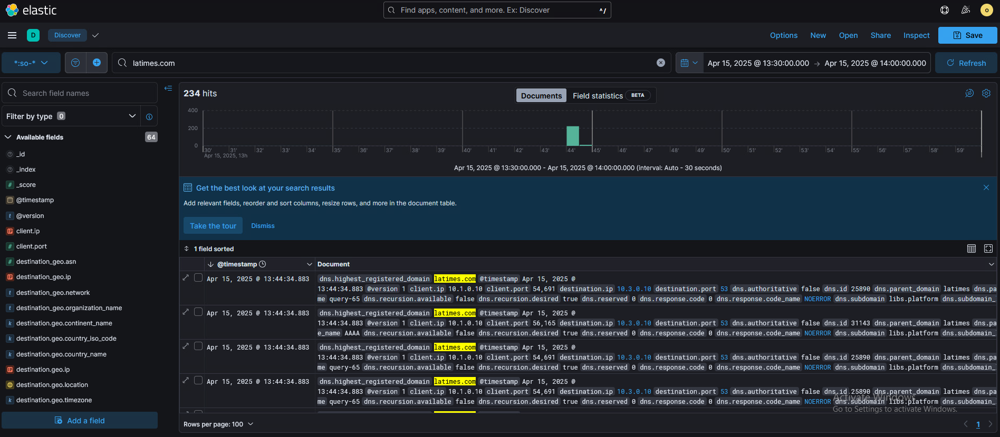 elastic
Find apps, content, and more. Ex: Discover
^/
o
D
Discover
Options
New
Open
Share
Inspect
Save
*:so-*
latimes.com
Apr 15, 2025 @ 13:30:00.000 → Apr 15, 2025 @ 14:00:00.000
Refresh
Search field names
Filter by type 0
Available fields 64
_id
_index
_score
@timestamp
@version
client.ip
client.port
destination_geo.asn
destination_geo.ip
destination_geo.network
destination_geo.organization_name
destination.geo.continent_name
destination.geo.country_iso_code
destination.geo.country_name
destination.geo.ip
destination.geo.location
destination.geo.timezone
Add a field
234 hits
Documents
Field statistics BETA
400
200
0
30' 31' 32' 33' 34' 35' 36' 37' 38' 39' 40' 41' 42' 43' 44' 45' 46' 47' 48' 49' 50' 51' 52' 53' 54' 55' 56' 57' 58' 59'
Apr 15, 2025, 13h
Apr 15, 2025 @ 13:30:00.000 - Apr 15, 2025 @ 14:00:00.000 (interval: Auto - 30 seconds)
Get the best look at your search results
Add relevant fields, reorder and sort columns, resize rows, and more in the document table.
Take the tour
Dismiss
1 field sorted
@timestamp
Document
Apr 15, 2025 @ 13:44:34.883
dns.highest_registered_domain latimes.com @timestamp Apr 15, 2025 @
13:44:34.883 @version 1 client.ip 10.1.0.10 client.port 54,691 destination.ip 10.3.0.10 destination.port 53 dns.authoritative false dns.id 25890 dns.parent_domain latimes dns.pa
me query-65 dns.recursion.available false dns.recursion.desired true dns.reserved 0 dns.response.code 0 dns.response.code_name NOERROR dns.subdomain libs.platform dns.subdomain_
Apr 15, 2025 @ 13:44:34.883
dns.highest_registered_domain latimes.com @timestamp Apr 15, 2025 @
13:44:34.883 @version 1 client.ip 10.1.0.10 client.port 56,165 destination.ip 10.3.0.10 destination.port 53 dns.authoritative false dns.id 31143 dns.parent_domain latimes dns.pa
e_name AAAA dns.recursion.available false dns.recursion.desired true dns.reserved 0 dns.response.code 0 dns.response.code_name NOERROR dns.subdomain libs.platform dns.subdomain_
Apr 15, 2025 @ 13:44:34.883
dns.highest_registered_domain latimes.com @timestamp Apr 15, 2025 @
13:44:34.883 @version 1 client.ip 10.1.0.10 client.port 54,691 destination.ip 10.3.0.10 destination.port 53 dns.authoritative false dns.id 25890 dns.parent_domain latimes dns.pa
me query-65 dns.recursion.available false dns.recursion.desired true dns.reserved 0 dns.response.code 0 dns.response.code_name NOERROR dns.subdomain libs.platform dns.subdomain_
Apr 15, 2025 @ 13:44:34.883
dns.highest_registered_domain latimes.com @timestamp Apr 15, 2025 @
13:44:34.883 @version 1 client.ip 10.1.0.10 client.port 54,691 destination.ip 10.3.0.10 destination.port 53 dns.authoritative false dns.id 25890 dns.parent_domain latimes dns.pa
me query-65 dns.recursion.available false dns.recursion.desired true dns.reserved 0 dns.response.code 0 dns.response.code_name NOERROR dns.subdomain libs.platform dns.subdomain_
Activate Windows
Go to Settings to activate Windows.
Rows per page: 100
1